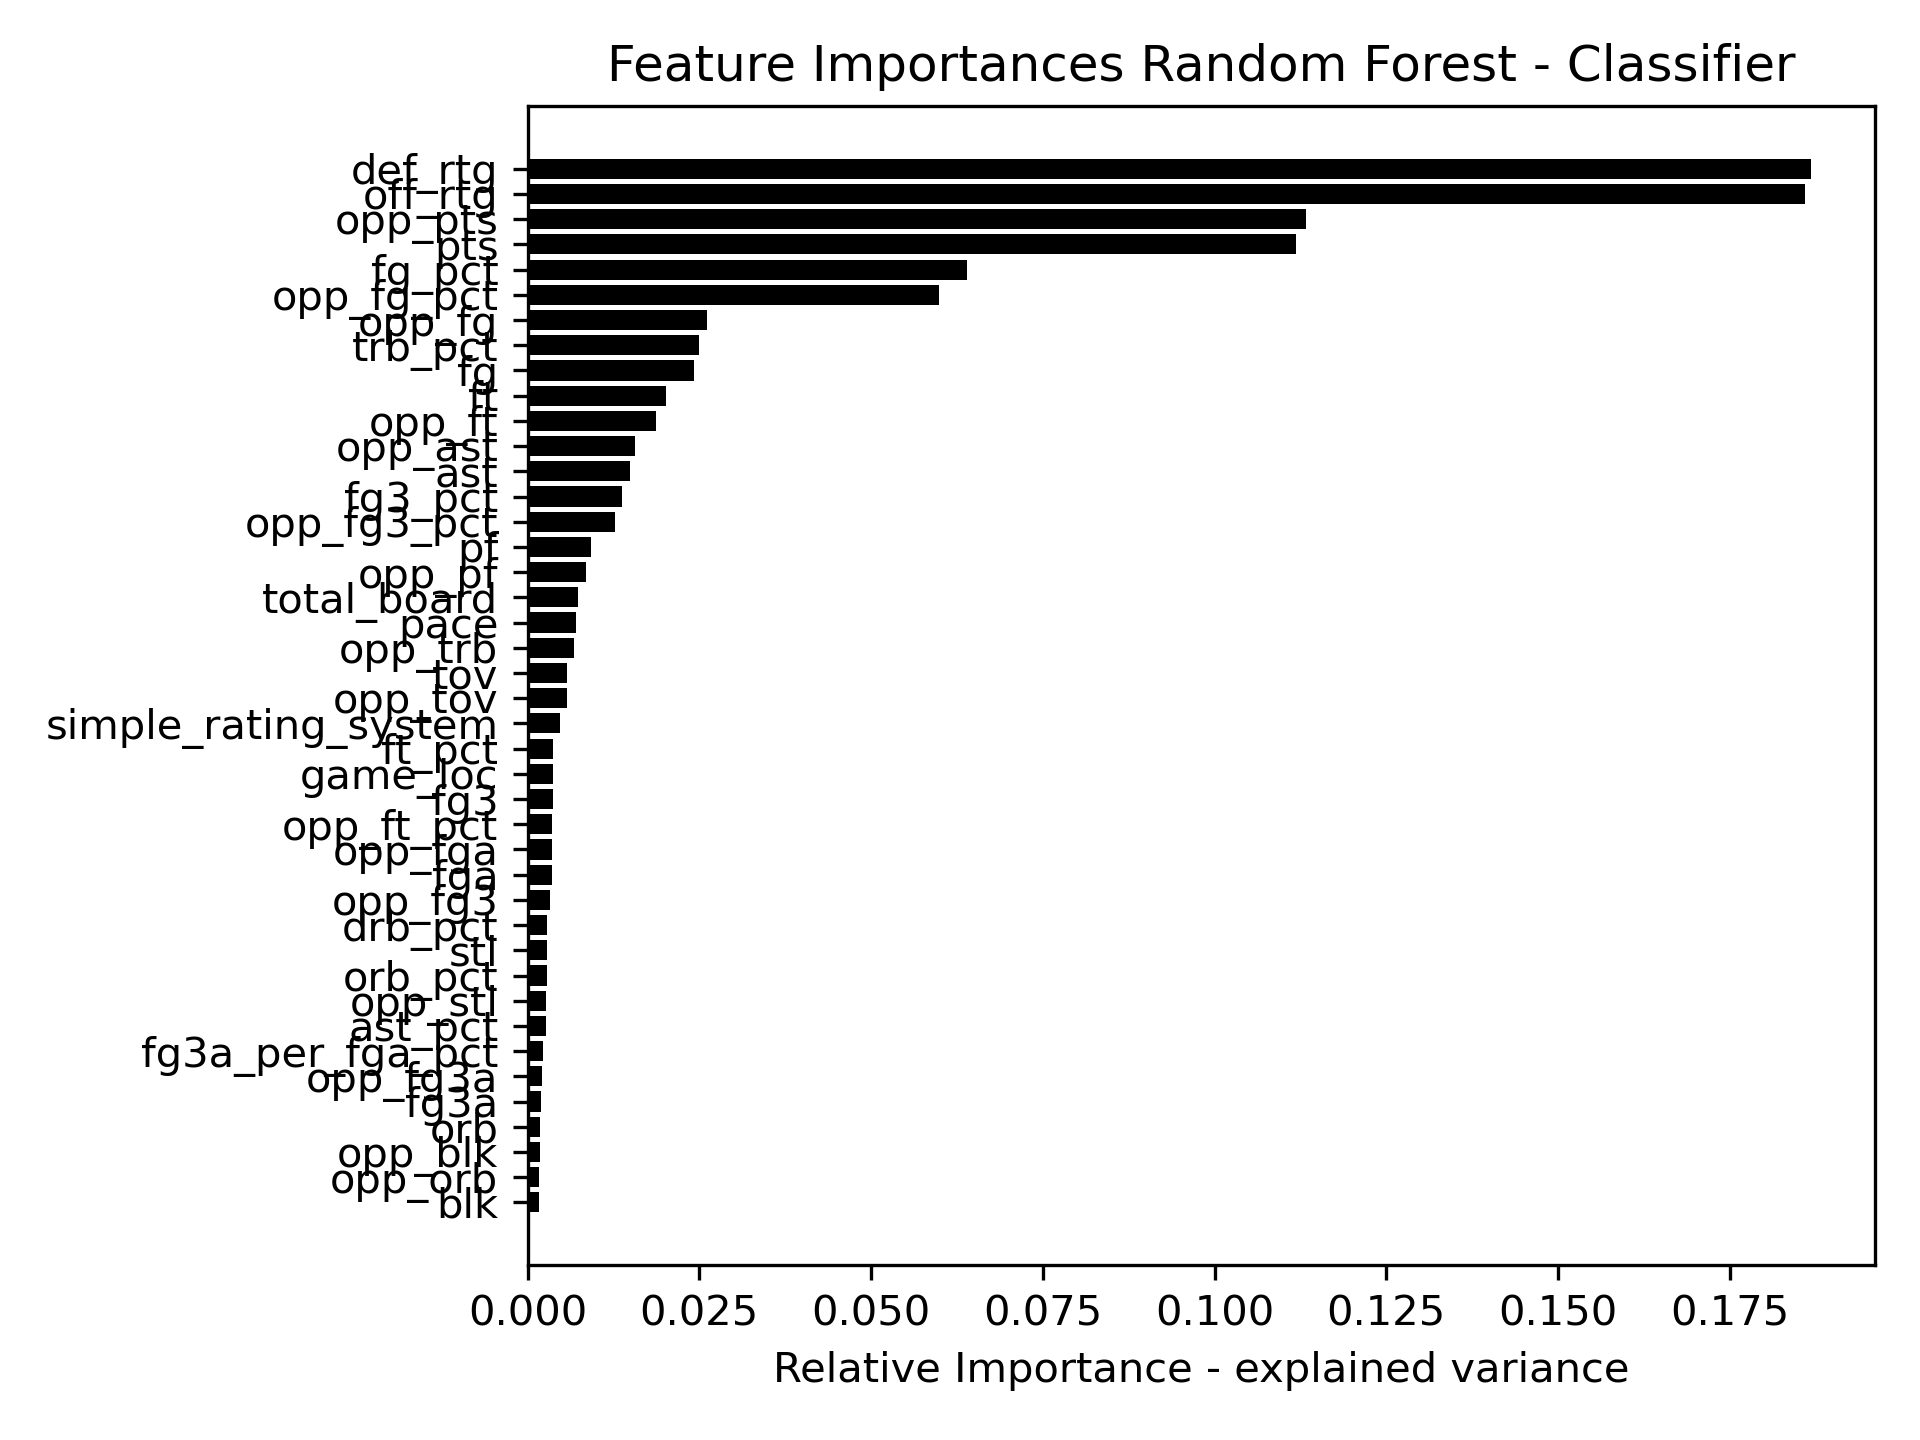 Feature Importances Random Forest - Classifier
def_rtg
off_rtg
opp_pts
pts
fg_pct
opp_fg_pct
opp_fg
trb_pct
fg
ft
opp_ft
opp_ast
ast
fg3_pct
opp_fg3_pct
pf
opp_pf
total_board
pace
opp_trb
tov
opp_tov
simple_rating_system
ft_pct
game_loc
fg3
opp_ft_pct
opp_fga
fga
opp_fg3
drb_pct
stl
orb_pct
opp_stl
ast_pct
fg3a_per_fga_pct
opp_fg3a
fg3a
orb
opp_blk
opp_orb
blk
0.000 0.025 0.050 0.075 0.100 0.125 0.150 0.175
Relative Importance - explained variance